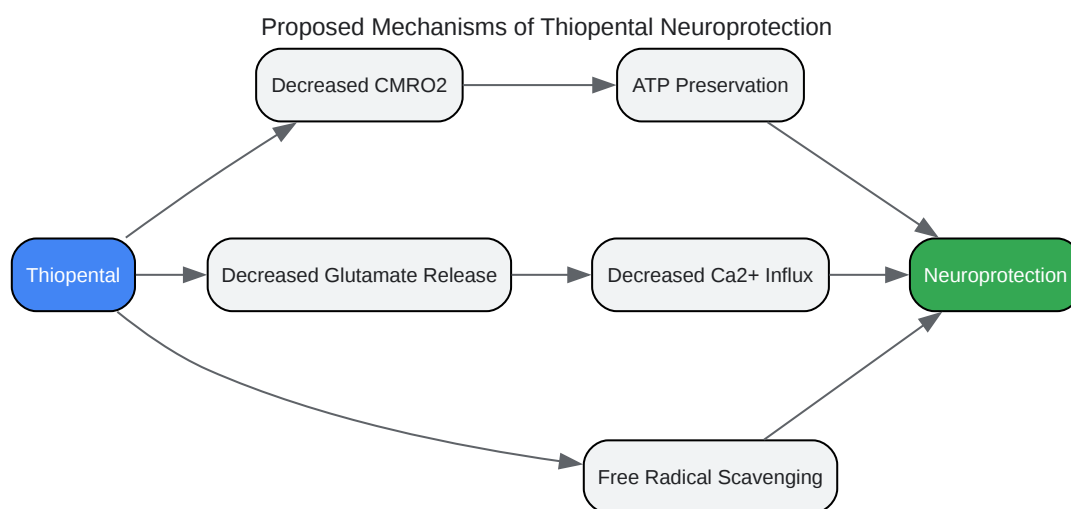 Proposed Mechanisms of Thiopental Neuroprotection
Decreased CMRO2
ATP Preservation
Thiopental
Decreased Glutamate Release
Decreased Ca2+ Influx
Neuroprotection
Free Radical Scavenging